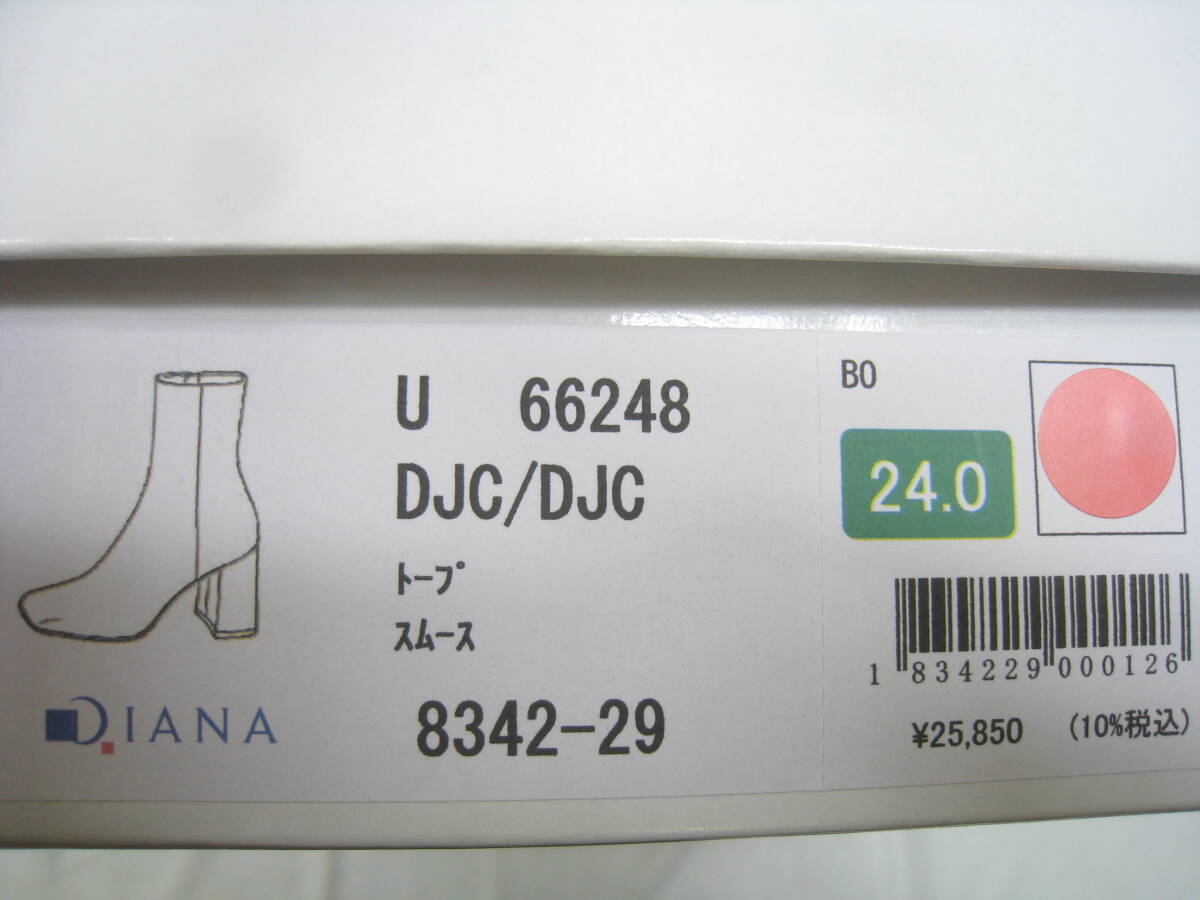 U 66248
DJC/DJC
ﾄｰﾌﾟ
ｽﾑｰｽ
8342-29
DIANA
BO
24.0
1 834229 000126
¥25,850 (10%税込)